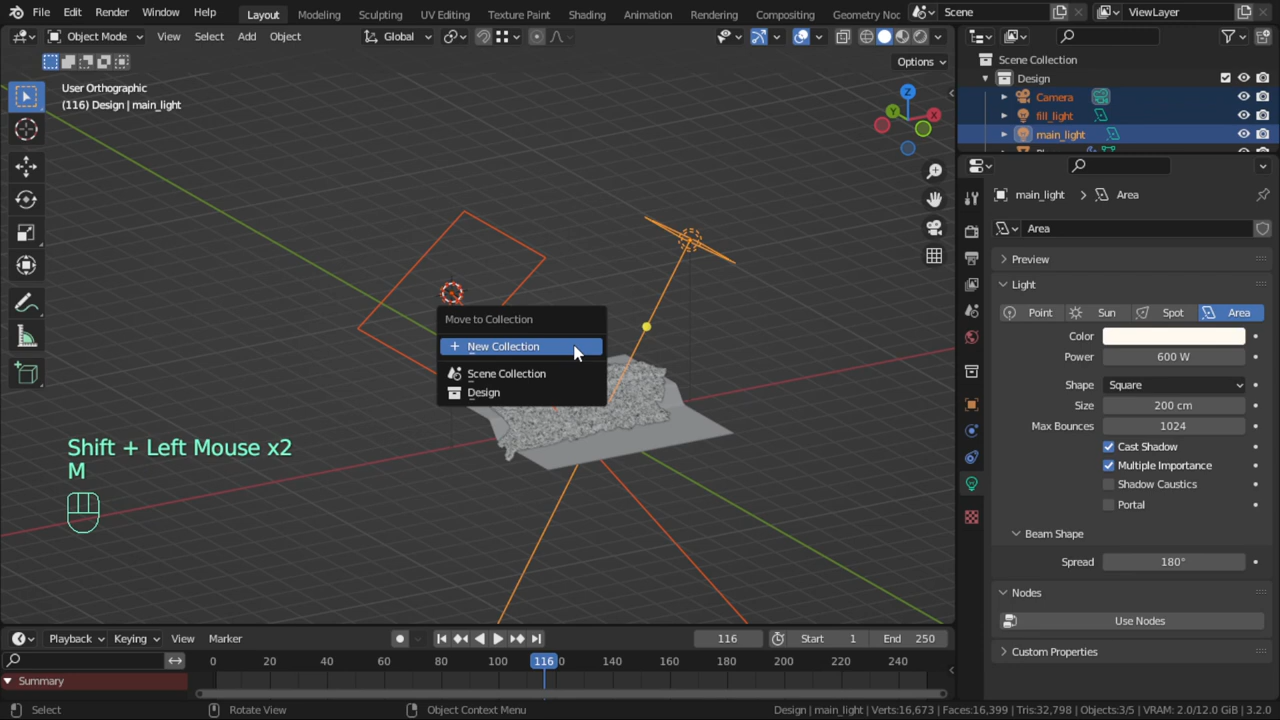 File Edit Render Window Help
Layout Modeling Sculpting UV Editing Texture Paint Shading Animation Rendering Compositing Geometry Noc
Scene ViewLayer
Object Mode View Select Add Object Global
Options
User Orthographic
(116) Design | main_light
Z
Y
X
Scene Collection
Design
Camera
fill_light
main_light
main_light > Area
Area
Preview
Light
Point Sun Spot Area
Color
Power 600 W
Shape Square
Size 200 cm
Max Bounces 1024
Cast Shadow
Multiple Importance
Shadow Caustics
Portal
Beam Shape
Spread 180°
Nodes
Use Nodes
Custom Properties
Move to Collection
+ New Collection
Scene Collection
Design
Shift + Left Mouse x2
M
Playback Keying View Marker 116 Start 1 End 250
0 20 40 60 80 116 0 140 160 180 200 220 240
Summary
Select Rotate View Object Context Menu Design | main_light | Verts:16,673 | Faces:16,399 | Tris:32,798 | Objects:3/5 | VRAM: 2.0/12.0 GiB | 3.2.0